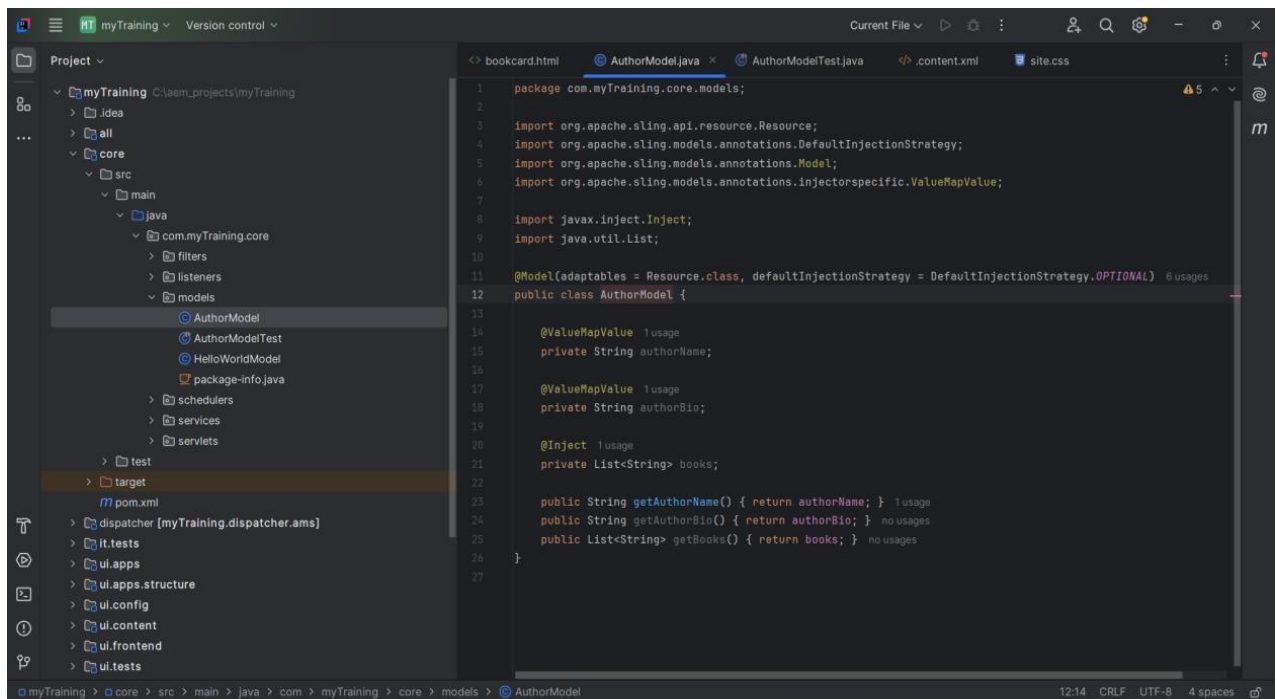 MT myTraining Version control Current File
Project
bookcard.html AuthorModel.java AuthorModelTest.java .content.xml site.css
myTraining C:\aem_projects\myTraining
.idea
all
core
src
main
java
com.myTraining.core
filters
listeners
models
AuthorModel
AuthorModelTest
HelloWorldModel
package-info.java
schedulers
services
servlets
test
target
pom.xml
dispatcher [myTraining.dispatcher.ams]
it.tests
ui.apps
ui.apps.structure
ui.config
ui.content
ui.frontend
ui.tests
1 package com.myTraining.core.models; 5
2
3 import org.apache.sling.api.resource.Resource;
4 import org.apache.sling.models.annotations.DefaultInjectionStrategy;
5 import org.apache.sling.models.annotations.Model;
6 import org.apache.sling.models.annotations.injectorspecific.ValueMapValue;
7
8 import javax.inject.Inject;
9 import java.util.List;
10
11 @Model(adaptables = Resource.class, defaultInjectionStrategy = DefaultInjectionStrategy.OPTIONAL) 6 usages
12 public class AuthorModel {
13
14 @ValueMapValue 1 usage
15 private String authorName;
16
17 @ValueMapValue 1 usage
18 private String authorBio;
19
20 @Inject 1 usage
21 private List<String> books;
22
23 public String getAuthorName() { return authorName; } 1 usage
24 public String getAuthorBio() { return authorBio; } no usages
25 public List<String> getBooks() { return books; } no usages
26 }
27
myTraining > core > src > main > java > com > myTraining > core > models > AuthorModel 12:14 CRLF UTF-8 4 spaces